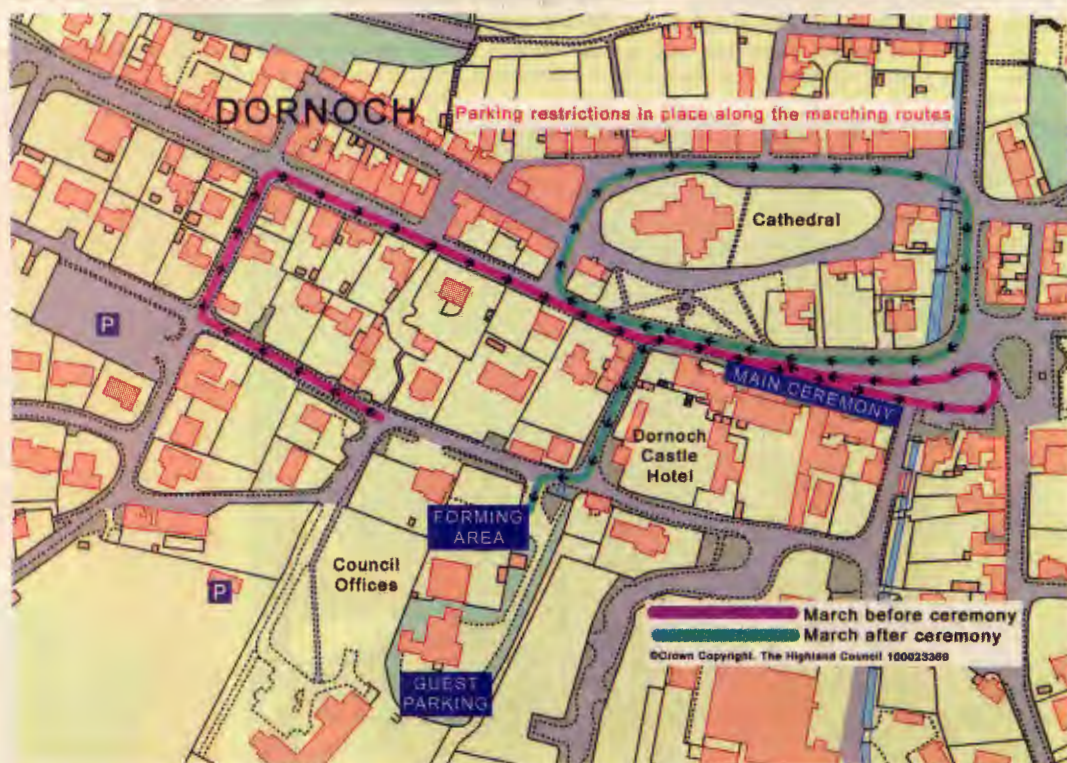 DORNOCH
Parking restrictions in place along the marching routes
Cathedral
P
MAIN CEREMONY
Dornoch
Castle
Hotel
FORMING
AREA
Council
Offices
P
March before ceremony
March after ceremony
©Crown Copyright. The Highland Council 100023369
GUEST
PARKING